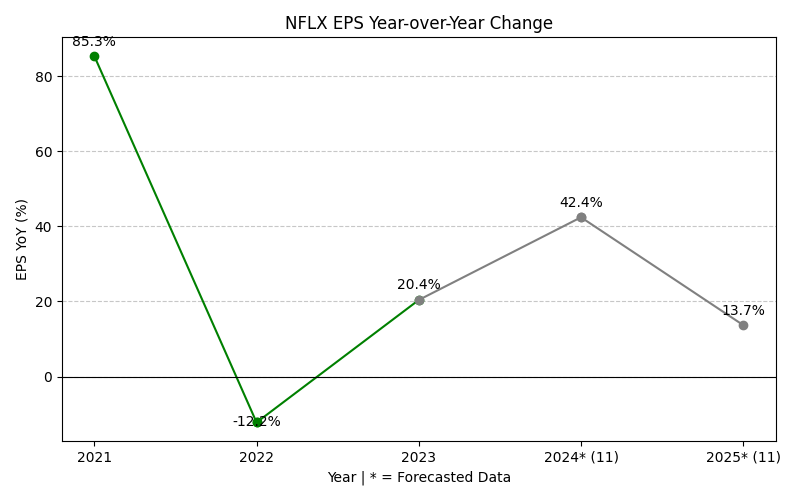 NFLX EPS Year-over-Year Change
85.3%
80
60
42.4%
40
EPS YoY (%)
20.4%
20
13.7%
0
-12.2%
2021 2022 2023 2024* (11) 2025* (11)
Year | * = Forecasted Data